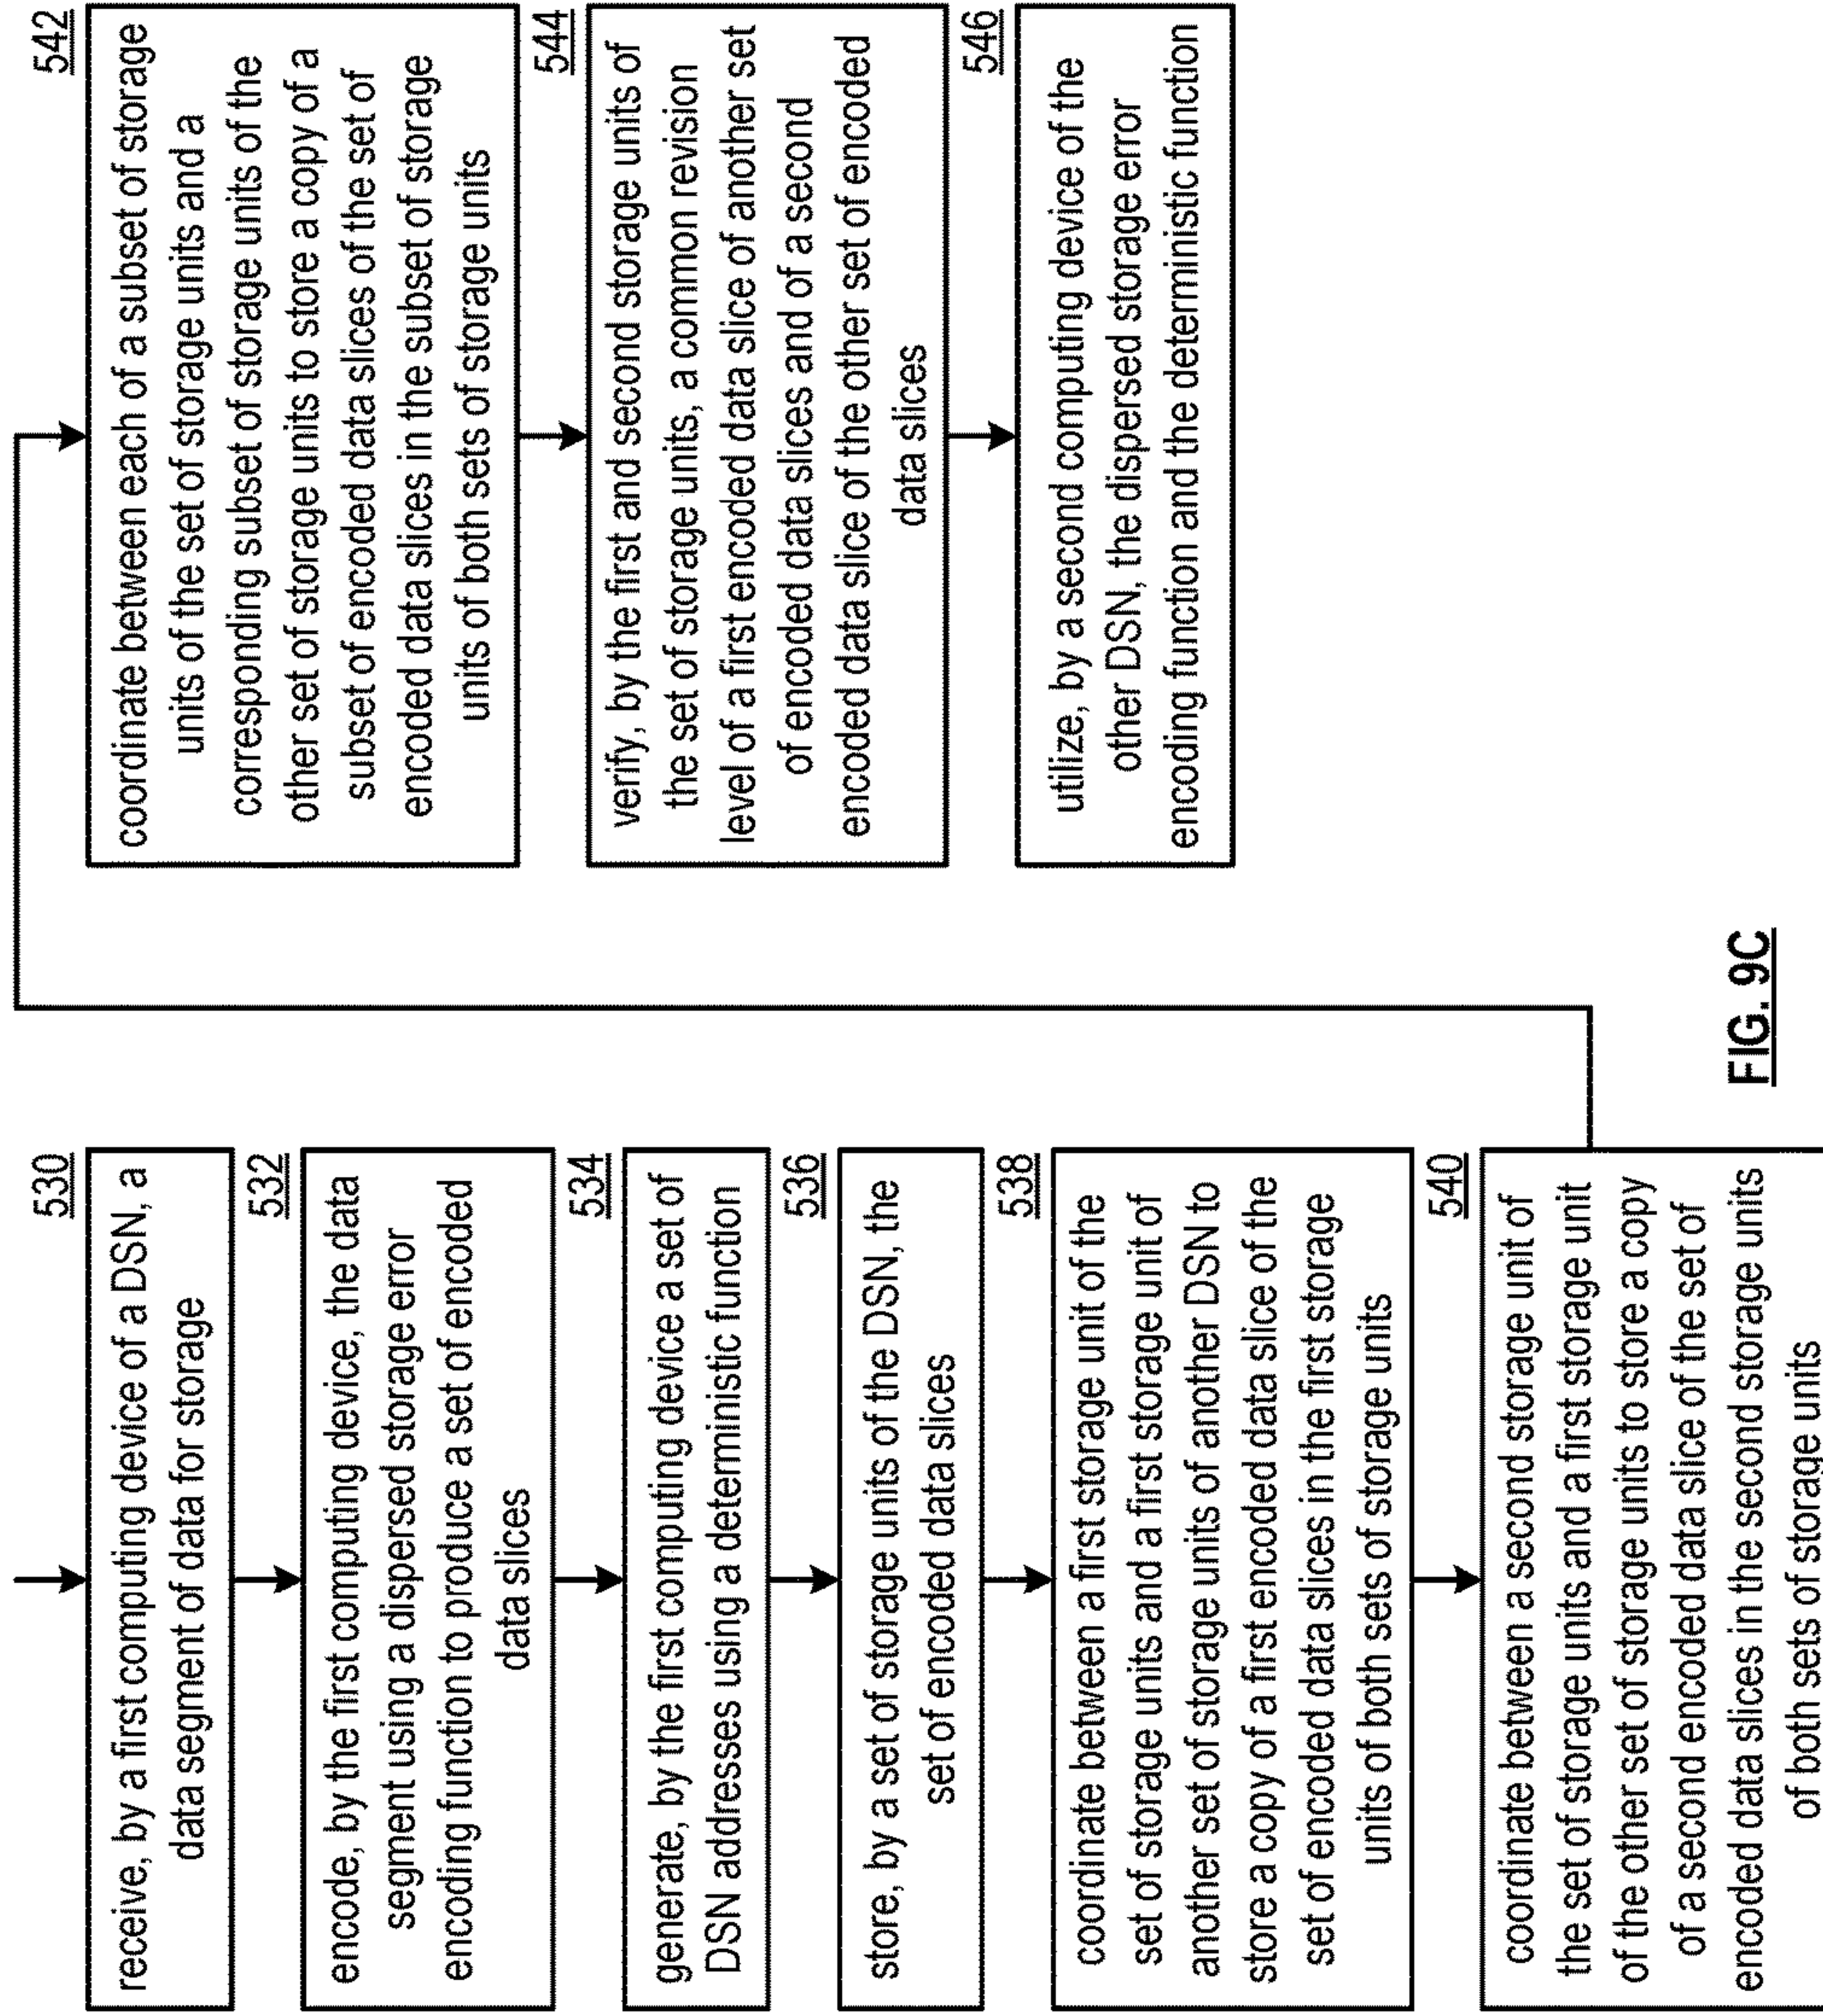 530
receive, by a first computing device of a DSN, a
data segment of data for storage
532
encode, by the first computing device, the data
segment using a dispersed storage error
encoding function to produce a set of encoded
data slices
534
generate, by the first computing device a set of
DSN addresses using a deterministic function
536
store, by a set of storage units of the DSN, the
set of encoded data slices
538
coordinate between a first storage unit of the
set of storage units and a first storage unit of
another set of storage units of another DSN to
store a copy of a first encoded data slice of the
set of encoded data slices in the first storage
units of both sets of storage units
540
coordinate between a second storage unit of
the set of storage units and a first storage unit
of the other set of storage units to store a copy
of a second encoded data slice of the set of
encoded data slices in the second storage units
of both sets of storage units
542
coordinate between each of a subset of storage
units of the set of storage units and a
corresponding subset of storage units of the
other set of storage units to store a copy of a
subset of encoded data slices of the set of
encoded data slices in the subset of storage
units of both sets of storage units
544
verify, by the first and second storage units of
the set of storage units, a common revision
level of a first encoded data slice of another set
of encoded data slices and of a second
encoded data slice of the other set of encoded
data slices
546
utilize, by a second computing device of the
other DSN, the dispersed storage error
encoding function and the deterministic function
FIG. 9C